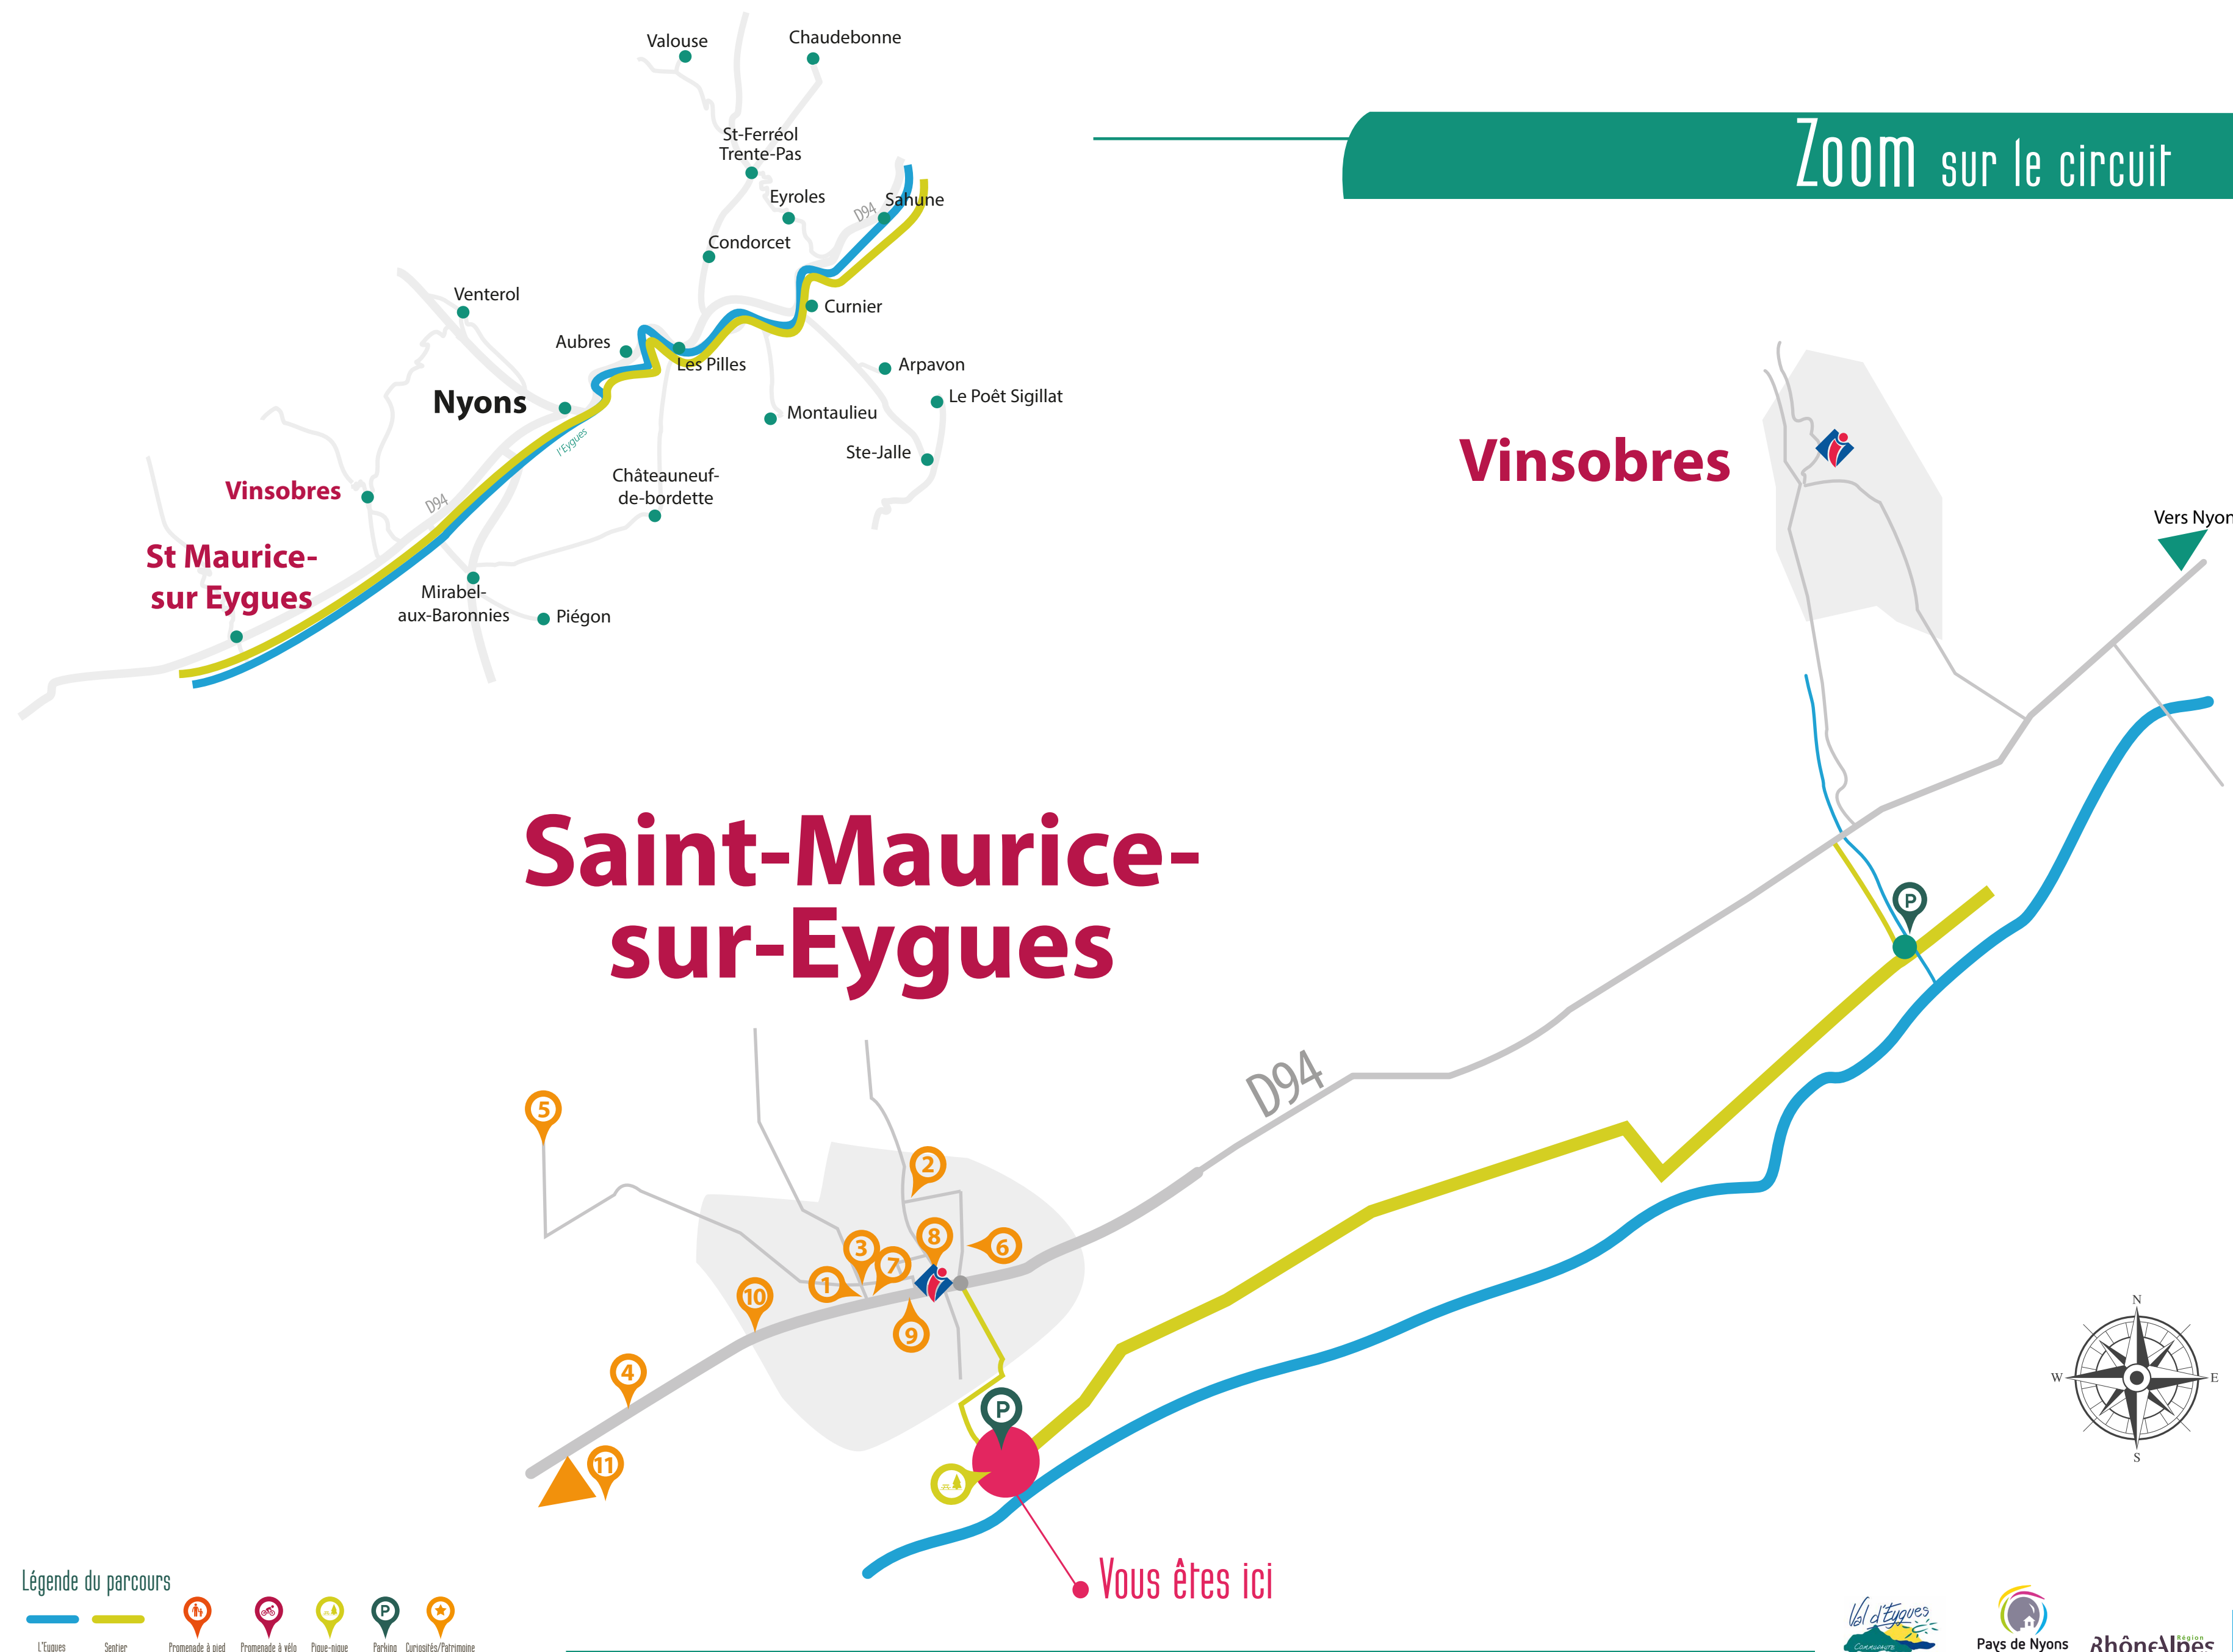 Valouse
Chaudebonne
St-Ferréol
Trente-Pas
Eyroles
D94
Sahune
Condorcet
Venterol
Curnier
Aubres
Les Pilles
Arpavon
Nyons
Le Poêt Sigillat
Montaulieu
l'Eygues
Ste-Jalle
Châteauneuf-
de-bordette
Vinsobres
D94
St Maurice-
sur Eygues
Mirabel-
aux-Baronnies
Piégon
Zoom sur le circuit
Vinsobres
Vers Nyon
Saint-Maurice-
sur-Eygues
P
D94
5
2
8
6
3
7
1
10
9
4
P
11
N
W
E
S
Vous êtes ici
Légende du parcours
P
L'Eygues
Sentier
Promenade à pied
Promenade à vélo
Pique-nique
Parking
Curiosités/Patrimoine
Val d'Eygues
COMMUNAUTÉ
Pays de Nyons
Région
RhôneAlpes